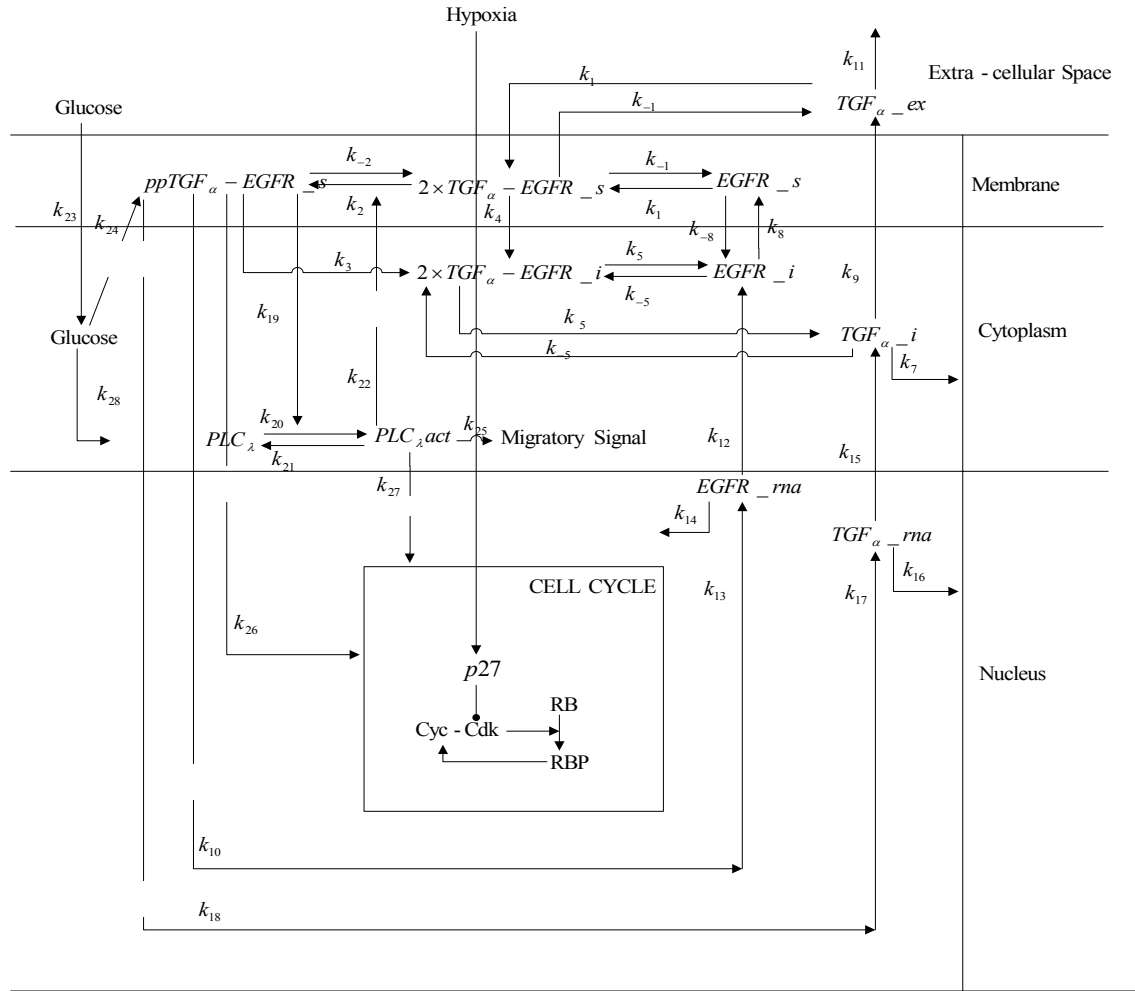 Hypoxia
k₁₁
Extra - cellular Space
k₁
TGFα_ex
Glucose
k₋₁
k₋₂
k₋₁
ppTGFα − EGFR_s
2 × TGFα − EGFR_s
EGFR_s
Membrane
k₂₃
k₂₄
k₂
k₄
k₁
k₋₈
k₈
k₃
2 × TGFα − EGFR_i
k₅
EGFR_i
k₉
k₋₅
k₁₉
k₅
Glucose
TGFα_i
Cytoplasm
k₋₅
k₇
k₂₈
k₂₂
k₂₀
PLCλ
PLCλact
k₂₅
Migratory Signal
k₁₂
k₂₁
k₁₅
k₂₇
EGFR_rna
k₁₄
TGFα_rna
k₁₆
CELL CYCLE
k₁₃
k₁₇
k₂₆
p27
Nucleus
RB
Cyc - Cdk
RBP
k₁₀
k₁₈